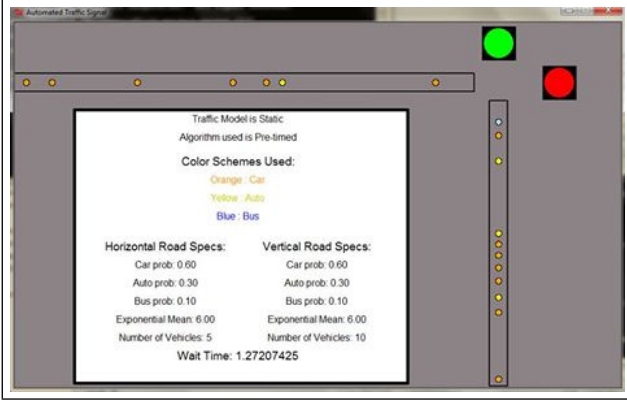 Automated Traffic Signal
Traffic Model is Static
Algorithm used is Pre-timed
Color Schemes Used:
Orange : Car
Yellow : Auto
Blue : Bus
Horizontal Road Specs:
Car prob: 0.60
Auto prob: 0.30
Bus prob: 0.10
Exponential Mean: 6.00
Number of Vehicles: 5
Vertical Road Specs:
Car prob: 0.60
Auto prob: 0.30
Bus prob: 0.10
Exponential Mean: 6.00
Number of Vehicles: 10
Wait Time: 1.27207425